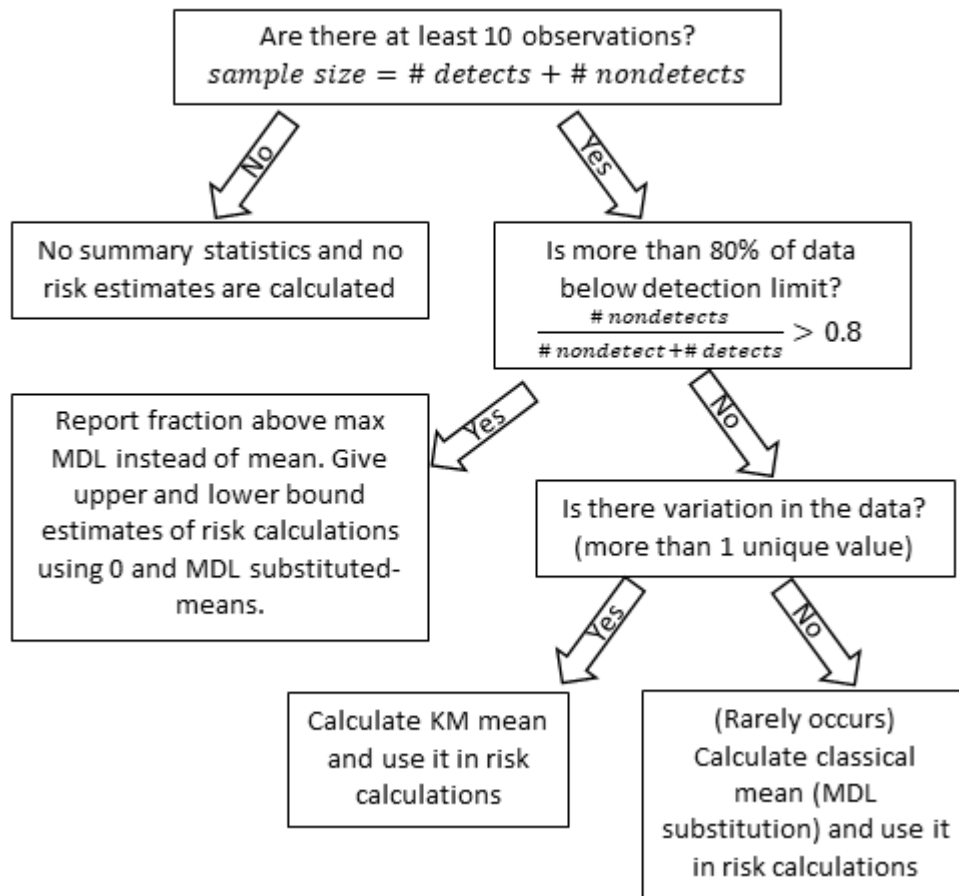 Are there at least 10 observations?
sample size = # detects + # nondetects
No
Yes
No summary statistics and no
risk estimates are calculated
Is more than 80% of data
below detection limit?
# nondetects
# nondetect+# detects
> 0.8
Yes
No
Report fraction above max
MDL instead of mean. Give
upper and lower bound
estimates of risk calculations
using 0 and MDL substituted-
means.
Is there variation in the data?
(more than 1 unique value)
Yes
No
Calculate KM mean
and use it in risk
calculations
(Rarely occurs)
Calculate classical
mean (MDL
substitution) and use it
in risk calculations